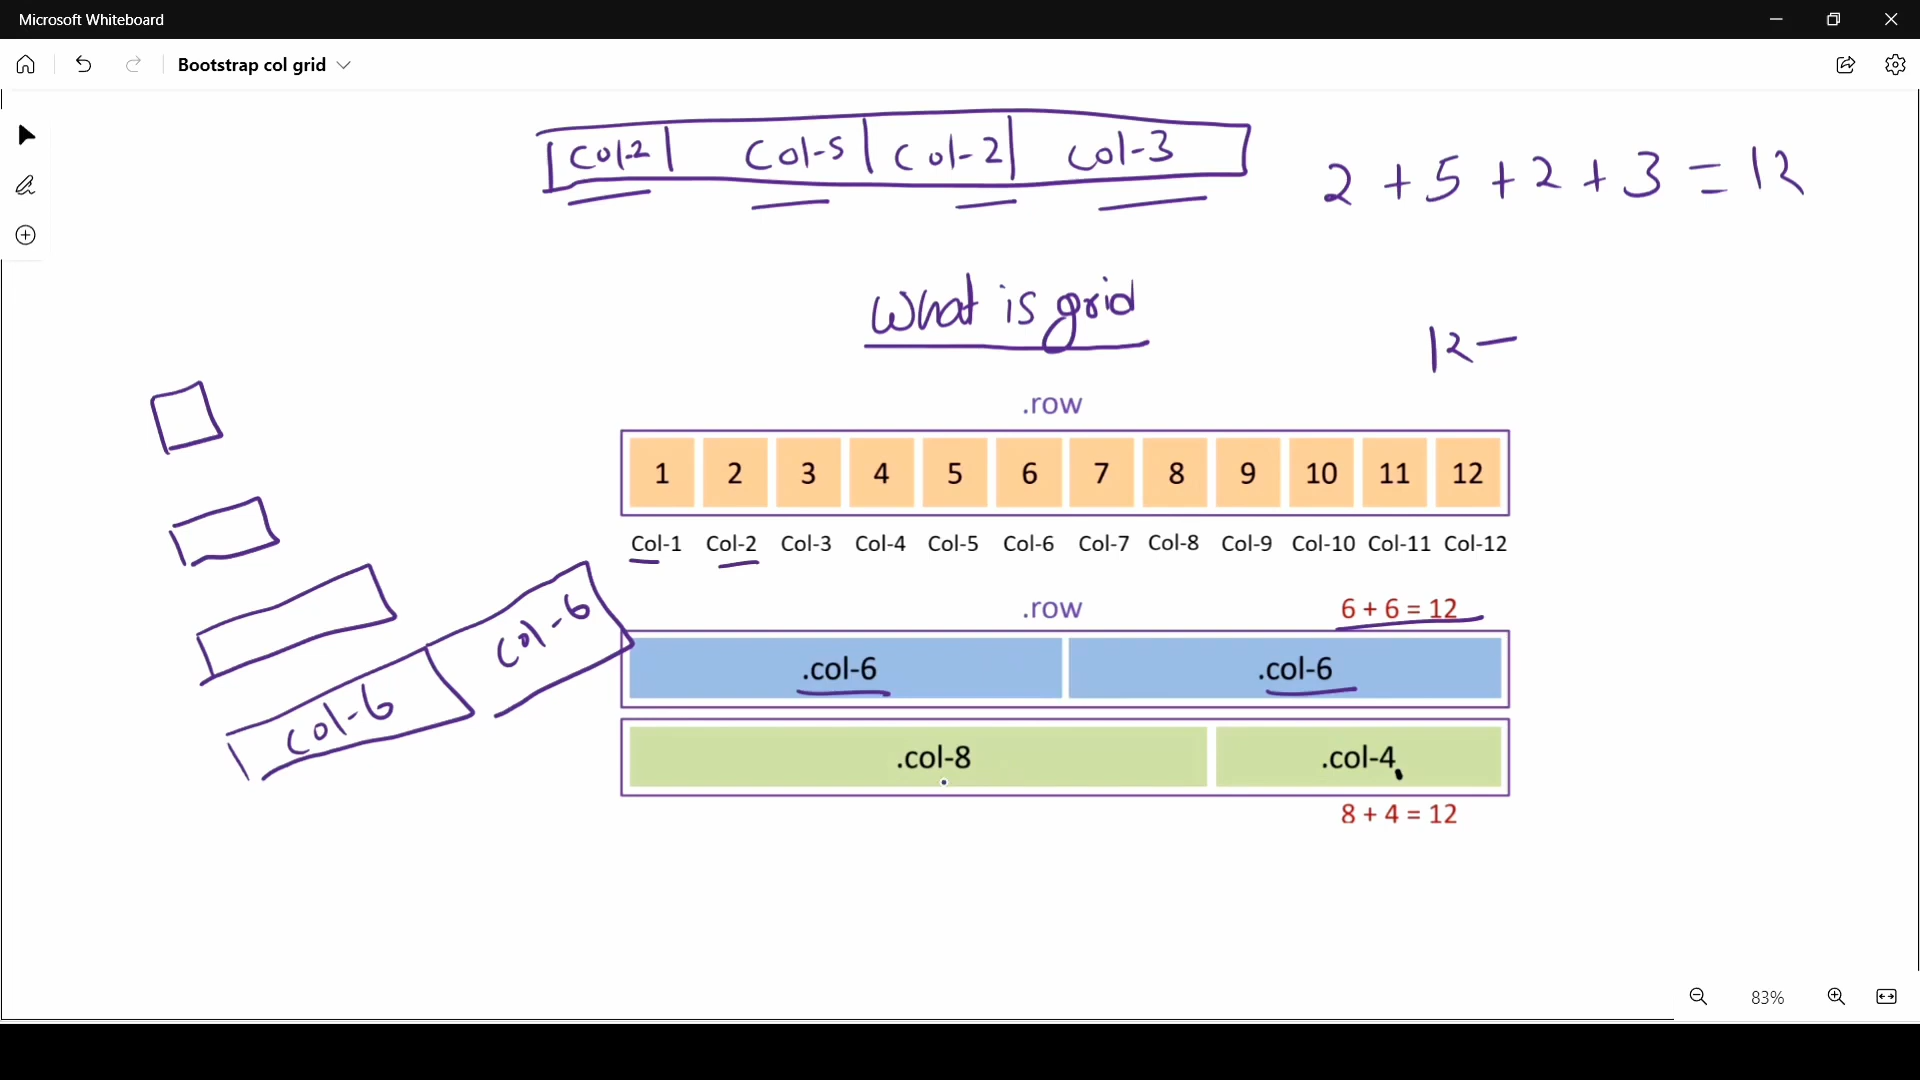 Microsoft Whiteboard
Bootstrap col grid
Col-2 Col-5 Col-2 Col-3
2 + 5 + 2 + 3 = 12
What is grid
12 -
.row
1 2 3 4 5 6 7 8 9 10 11 12
Col-1 Col-2 Col-3 Col-4 Col-5 Col-6 Col-7 Col-8 Col-9 Col-10 Col-11 Col-12
.row
6 + 6 = 12
col-6 col-6
.col-6 .col-6
.col-8 .col-4
8 + 4 = 12
83%